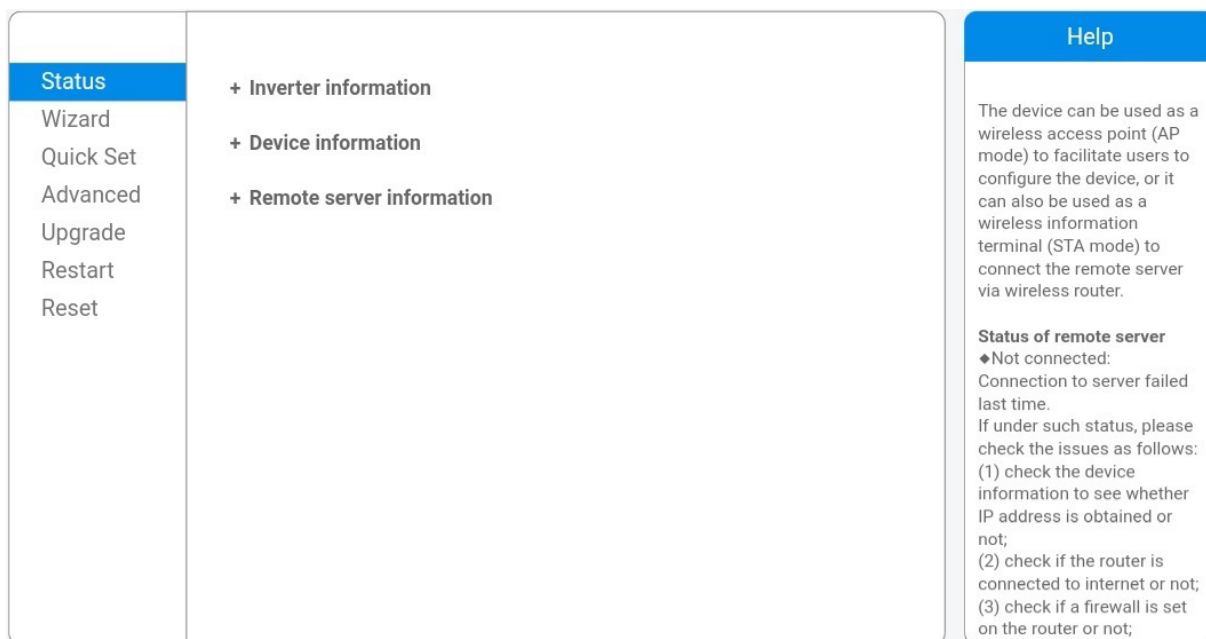 Status
Wizard
Quick Set
Advanced
Upgrade
Restart
Reset
+ Inverter information
+ Device information
+ Remote server information
Help
The device can be used as a
wireless access point (AP
mode) to facilitate users to
configure the device, or it
can also be used as a
wireless information
terminal (STA mode) to
connect the remote server
via wireless router.
Status of remote server
◆Not connected:
Connection to server failed
last time.
If under such status, please
check the issues as follows:
(1) check the device
information to see whether
IP address is obtained or
not;
(2) check if the router is
connected to internet or not;
(3) check if a firewall is set
on the router or not;